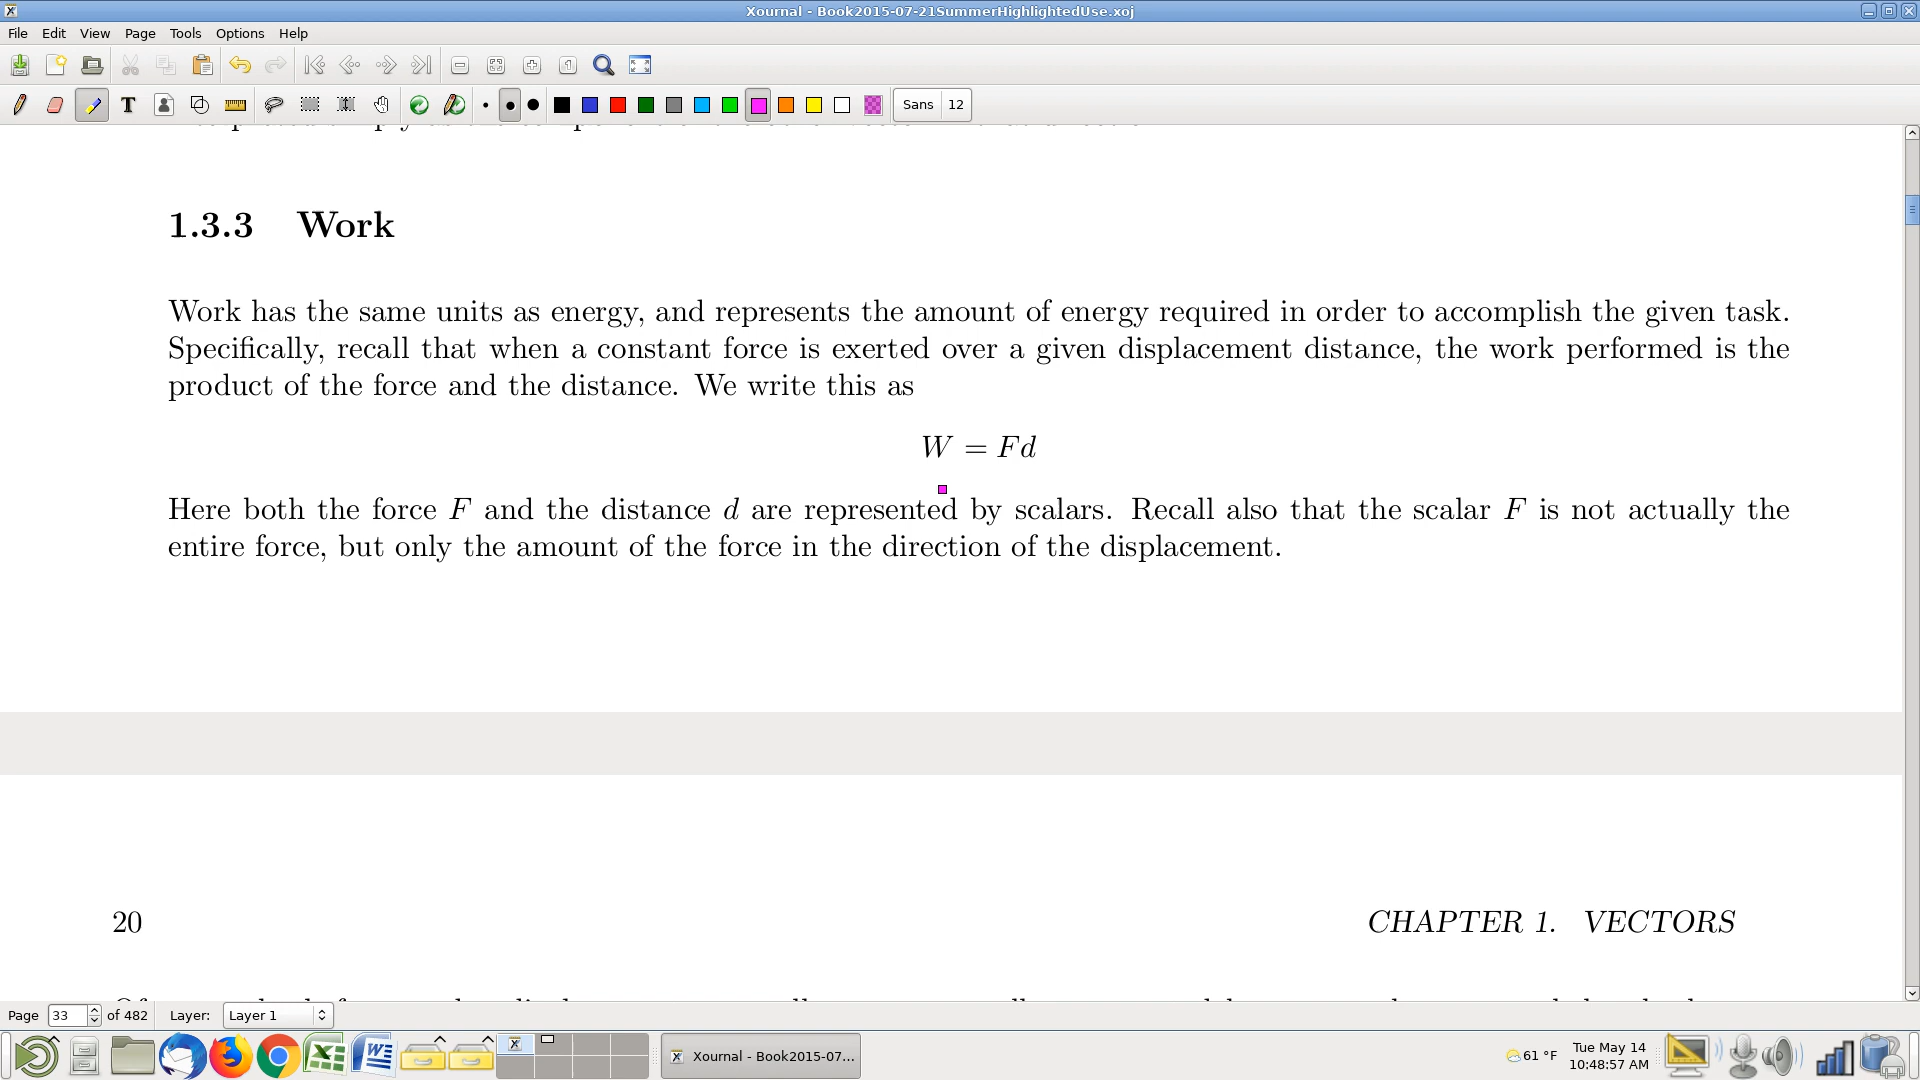 Xournal - Book2015-07-21SummerHighlightedUse.xoj
File Edit View Page Tools Options Help
Sans 12
1.3.3 Work
Work has the same units as energy, and represents the amount of energy required in order to accomplish the given task.
Specifically, recall that when a constant force is exerted over a given displacement distance, the work performed is the
product of the force and the distance. We write this as
W = Fd
Here both the force F and the distance d are represented by scalars. Recall also that the scalar F is not actually the
entire force, but only the amount of the force in the direction of the displacement.
20 CHAPTER 1. VECTORS
Page 33 of 482 Layer: Layer 1
Xournal - Book2015-07...
61 °F
Tue May 14
10:48:57 AM